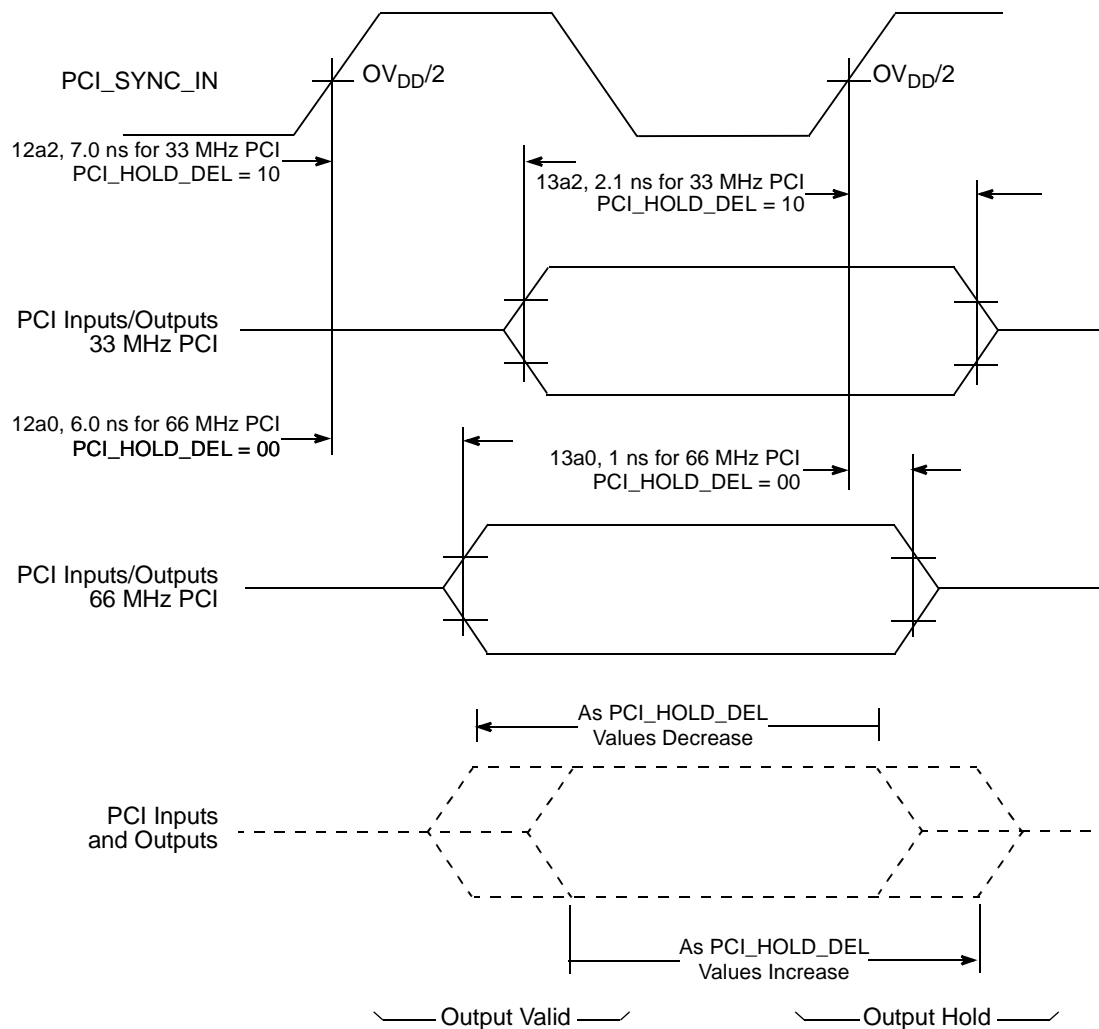 PCI_SYNC_IN
OVDD/2
OVDD/2
12a2, 7.0 ns for 33 MHz PCI
PCI_HOLD_DEL = 10
13a2, 2.1 ns for 33 MHz PCI
PCI_HOLD_DEL = 10
PCI Inputs/Outputs
33 MHz PCI
12a0, 6.0 ns for 66 MHz PCI
PCI_HOLD_DEL = 00
13a0, 1 ns for 66 MHz PCI
PCI_HOLD_DEL = 00
PCI Inputs/Outputs
66 MHz PCI
As PCI_HOLD_DEL
Values Decrease
PCI Inputs
and Outputs
As PCI_HOLD_DEL
Values Increase
Output Valid
Output Hold